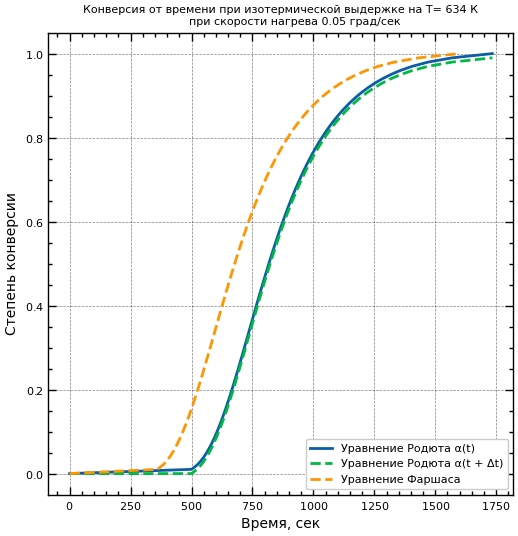 Конверсия от времени при изотермической выдержке на T= 634 К
при скорости нагрева 0.05 град/сек
Степень конверсии
1.0
0.8
0.6
0.4
0.2
0.0
Уравнение Родюта α(t)
Уравнение Родюта α(t + Δt)
Уравнение Фаршаса
0 250 500 750 1000 1250 1500 1750
Время, сек